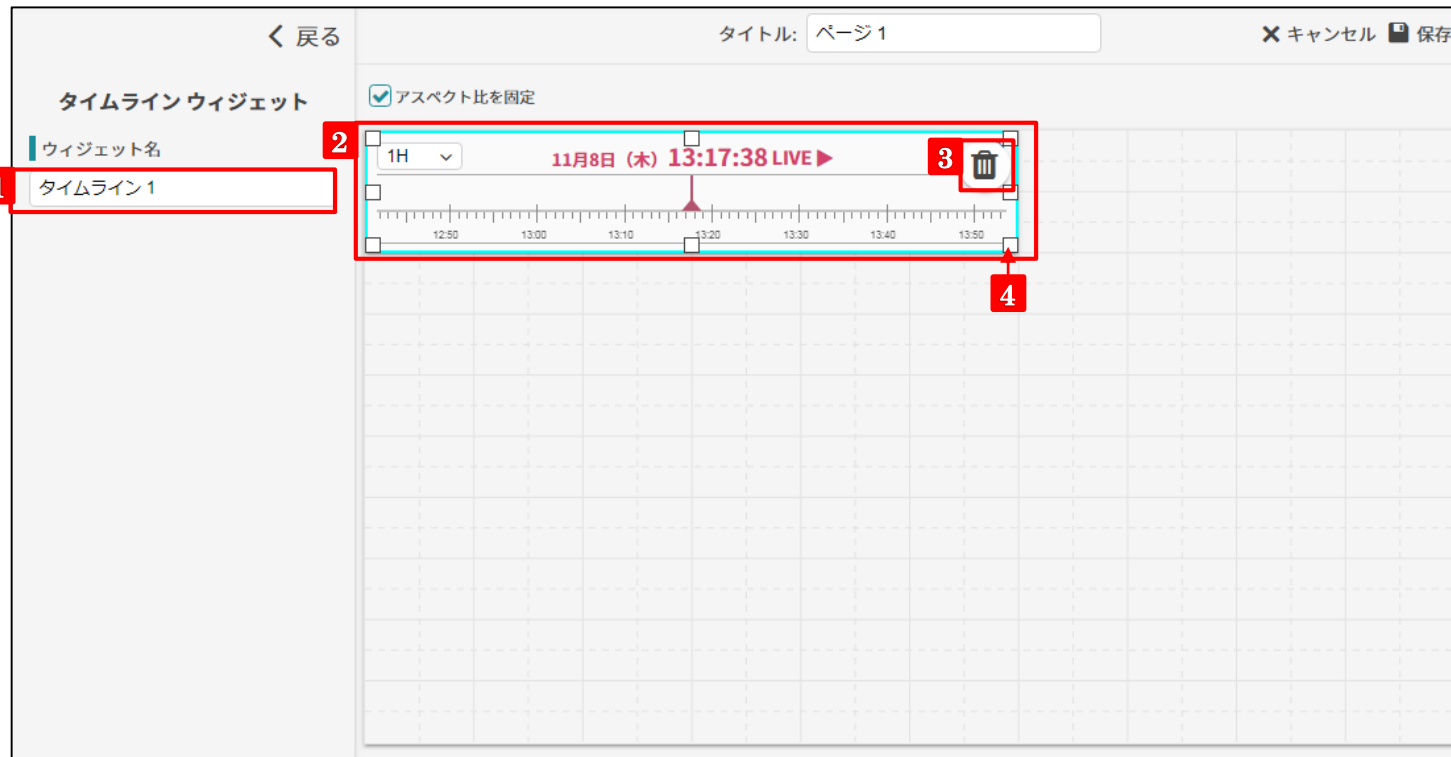 戻る
タイトル: ページ 1
キャンセル
保存
タイムライン ウィジェット
アスペクト比を固定
ウィジェット名
タイムライン 1
1
2
1H
11月8日（木） 13:17:38 LIVE
3
12:50 13:00 13:10 13:20 13:30 13:40 13:50
4